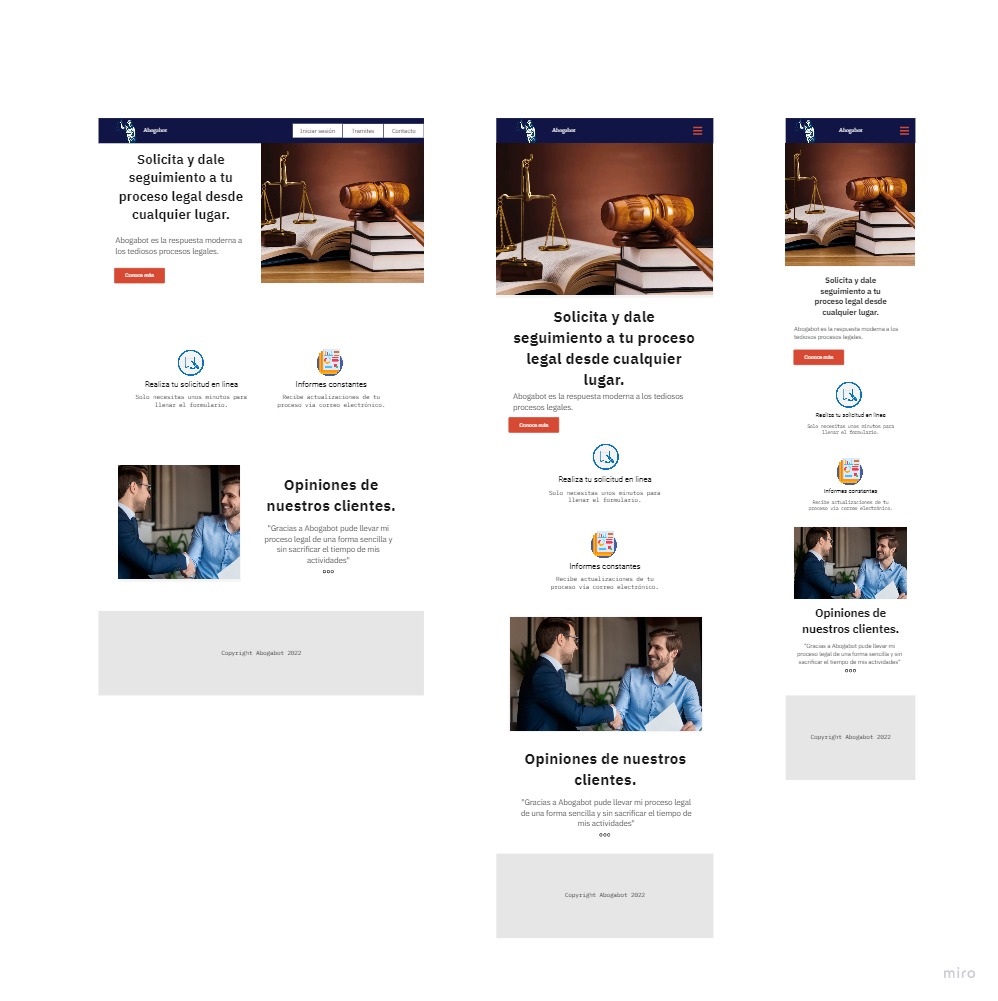 Abogabot
Iniciar sesión
Tramites
Contacto
Solicita y dale
seguimiento a tu
proceso legal desde
cualquier lugar.
Abogabot es la respuesta moderna a
los tediosos procesos legales.
Conoce más
Realiza tu solicitud en linea
Solo necesitas unos minutos para
llenar el formulario.
Informes constantes
Recibe actualizaciones de tu
proceso via correo electrónico.
Opiniones de
nuestros clientes.
"Gracias a Abogabot pude llevar mi
proceso legal de una forma sencilla y
sin sacrificar el tiempo de mis
actividades"
Copyright Abogabot 2022
Abogabot
Solicita y dale
seguimiento a tu proceso
legal desde cualquier
lugar.
Abogabot es la respuesta moderna a los tediosos
procesos legales.
Conoce más
Realiza tu solicitud en linea
Solo necesitas unos minutos para
llenar el formulario.
Informes constantes
Recibe actualizaciones de tu
proceso via correo electrónico.
Opiniones de nuestros
clientes.
"Gracias a Abogabot pude llevar mi proceso legal
de una forma sencilla y sin sacrificar el tiempo de
mis actividades"
Copyright Abogabot 2022
Abogabot
Solicita y dale
seguimiento a tu
proceso legal desde
cualquier lugar.
Abogabot es la respuesta moderna a los
tediosos procesos legales.
Conoce más
Realiza tu solicitud en linea
Solo necesitas unos minutos para
llenar el formulario.
Informes constantes
Recibe actualizaciones de tu
proceso via correo electrónico.
Opiniones de
nuestros clientes.
"Gracias a Abogabot pude llevar mi
proceso legal de una forma sencilla y sin
sacrificar el tiempo de mis actividades"
Copyright Abogabot 2022
miro